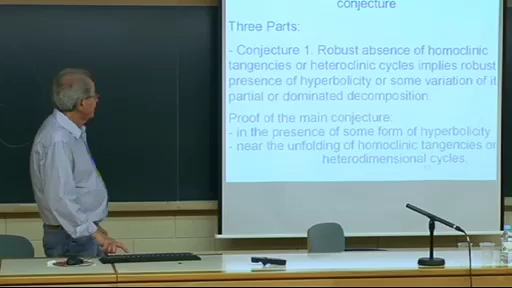 conjecture
Three Parts:
- Conjecture 1. Robust absence of homoclinic
tangencies or heteroclinic cycles implies robust
presence of hyperbolicity or some variation of it
partial or dominated decomposition.
Proof of the main conjecture:
- in the presence of some form of hyperbolicity
- near the unfolding of homoclinic tangencies or
heterodimensional cycles.